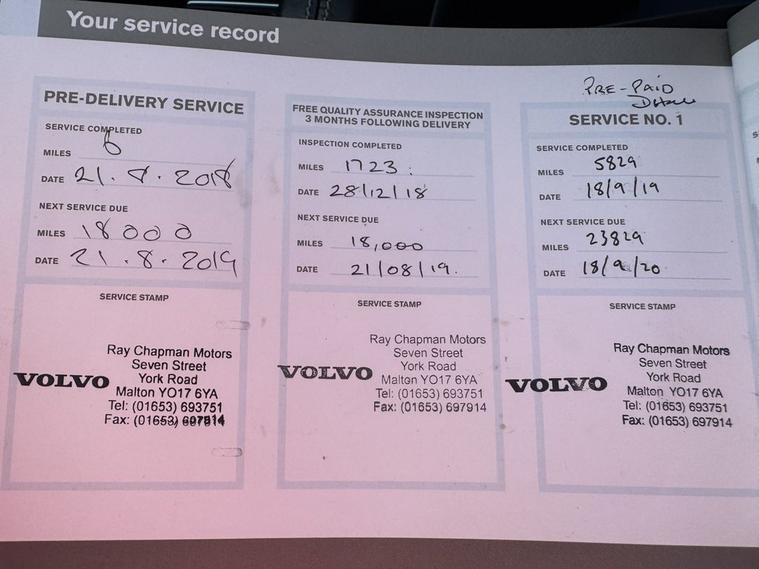 Your service record
PRE-DELIVERY SERVICE
SERVICE COMPLETED
MILES 6
DATE 21.8.2018
NEXT SERVICE DUE
MILES 18000
DATE 21.8.2019
SERVICE STAMP
VOLVO
Ray Chapman Motors
Seven Street
York Road
Malton YO17 6YA
Tel: (01653) 693751
Fax: (01653) 697914
FREE QUALITY ASSURANCE INSPECTION
3 MONTHS FOLLOWING DELIVERY
INSPECTION COMPLETED
MILES 1723
DATE 28/12/18
NEXT SERVICE DUE
MILES 18,000
DATE 21/08/19.
SERVICE STAMP
VOLVO
Ray Chapman Motors
Seven Street
York Road
Malton YO17 6YA
Tel: (01653) 693751
Fax: (01653) 697914
PRE-PAID
SERVICE NO. 1
SERVICE COMPLETED
MILES 5829
DATE 18/9/19
NEXT SERVICE DUE
MILES 23829
DATE 18/9/20
SERVICE STAMP
VOLVO
Ray Chapman Motors
Seven Street
York Road
Malton YO17 6YA
Tel: (01653) 693751
Fax: (01653) 697914